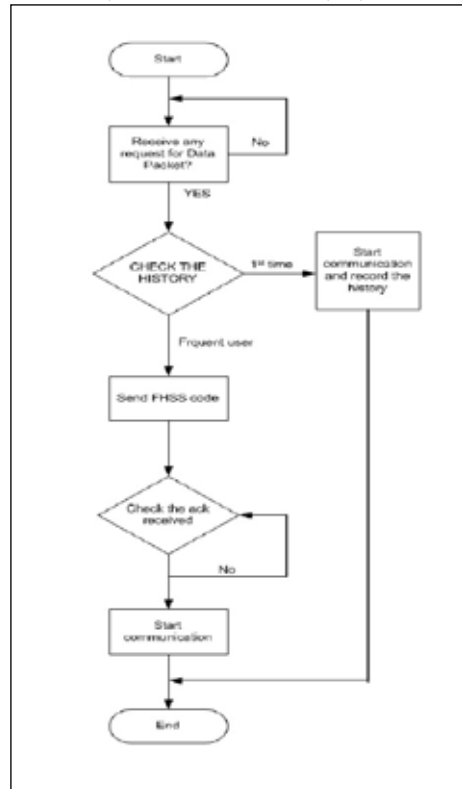 Start
Receive any
request for Data
Packet?
No
YES
CHECK THE
HISTORY
1st time
Start
communication
and record the
history
Frquent user
Send FHSS code
Check the ack
received
No
Start
communication
End